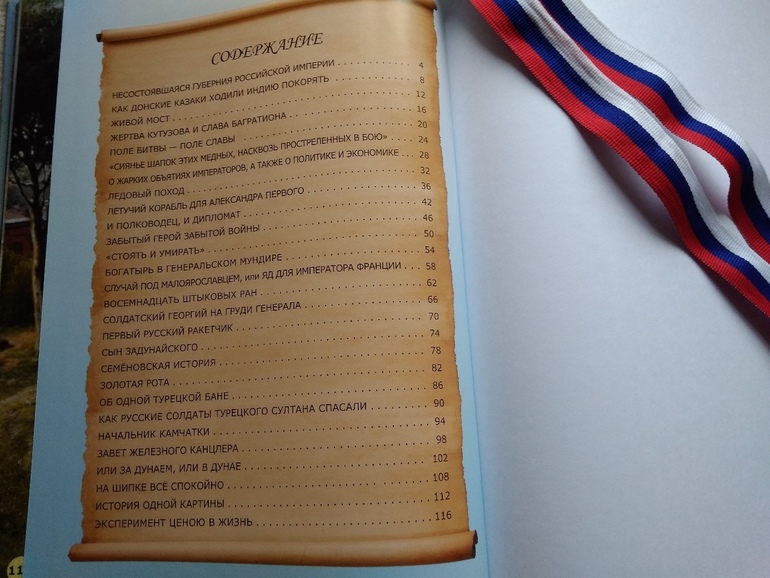 СОДЕРЖАНИЕ
НЕСОСТОЯВШАЯСЯ ГУБЕРНИЯ РОССИЙСКОЙ ИМПЕРИИ . . . . . . . . . . 4
КАК ДОНСКИЕ КАЗАКИ ХОДИЛИ ИНДИЮ ПОКОРЯТЬ . . . . . . . . . . 8
ЖИВОЙ МОСТ . . . . . . . . . . 12
ЖЕРТВА КУТУЗОВА И СЛАВА БАГРАТИОНА . . . . . . . . . . 16
ПОЛЕ БИТВЫ — ПОЛЕ СЛАВЫ . . . . . . . . . . 20
«СИЯНЬЕ ШАПОК ЭТИХ МЕДНЫХ, НАСКВОЗЬ ПРОСТРЕЛЕННЫХ В БОЮ» . . . 24
О ЖАРКИХ ОБЪЯТИЯХ ИМПЕРАТОРОВ, А ТАКЖЕ О ПОЛИТИКЕ И ЭКОНОМИКЕ . . . 28
ЛЕДОВЫЙ ПОХОД . . . . . . . . . . 32
ЛЕТУЧИЙ КОРАБЛЬ ДЛЯ АЛЕКСАНДРА ПЕРВОГО . . . . . . . . . . 36
И ПОЛКОВОДЕЦ, И ДИПЛОМАТ . . . . . . . . . . 42
ЗАБЫТЫЙ ГЕРОЙ ЗАБЫТОЙ ВОЙНЫ . . . . . . . . . . 46
«СТОЯТЬ И УМИРАТЬ» . . . . . . . . . . 50
БОГАТЫРЬ В ГЕНЕРАЛЬСКОМ МУНДИРЕ . . . . . . . . . . 54
СЛУЧАЙ ПОД МАЛОЯРОСЛАВЦЕМ, или ЯД ДЛЯ ИМПЕРАТОРА ФРАНЦИИ . . . 58
ВОСЕМНАДЦАТЬ ШТЫКОВЫХ РАН . . . . . . . . . . 62
СОЛДАТСКИЙ ГЕОРГИЙ НА ГРУДИ ГЕНЕРАЛА . . . . . . . . . . 66
ПЕРВЫЙ РУССКИЙ РАКЕТЧИК . . . . . . . . . . 70
СЫН ЗАДУНАЙСКОГО . . . . . . . . . . 74
СЕМЁНОВСКАЯ ИСТОРИЯ . . . . . . . . . . 78
ЗОЛОТАЯ РОТА . . . . . . . . . . 82
ОБ ОДНОЙ ТУРЕЦКОЙ БАНЕ . . . . . . . . . . 86
КАК РУССКИЕ СОЛДАТЫ ТУРЕЦКОГО СУЛТАНА СПАСАЛИ . . . . . . . . . . 90
НАЧАЛЬНИК КАМЧАТКИ . . . . . . . . . . 94
ЗАВЕТ ЖЕЛЕЗНОГО КАНЦЛЕРА . . . . . . . . . . 98
ИЛИ ЗА ДУНАЕМ, ИЛИ В ДУНАЕ . . . . . . . . . . 102
НА ШИПКЕ ВСЁ СПОКОЙНО . . . . . . . . . . 108
ИСТОРИЯ ОДНОЙ КАРТИНЫ . . . . . . . . . . 112
ЭКСПЕРИМЕНТ ЦЕНОЮ В ЖИЗНЬ . . . . . . . . . . 116